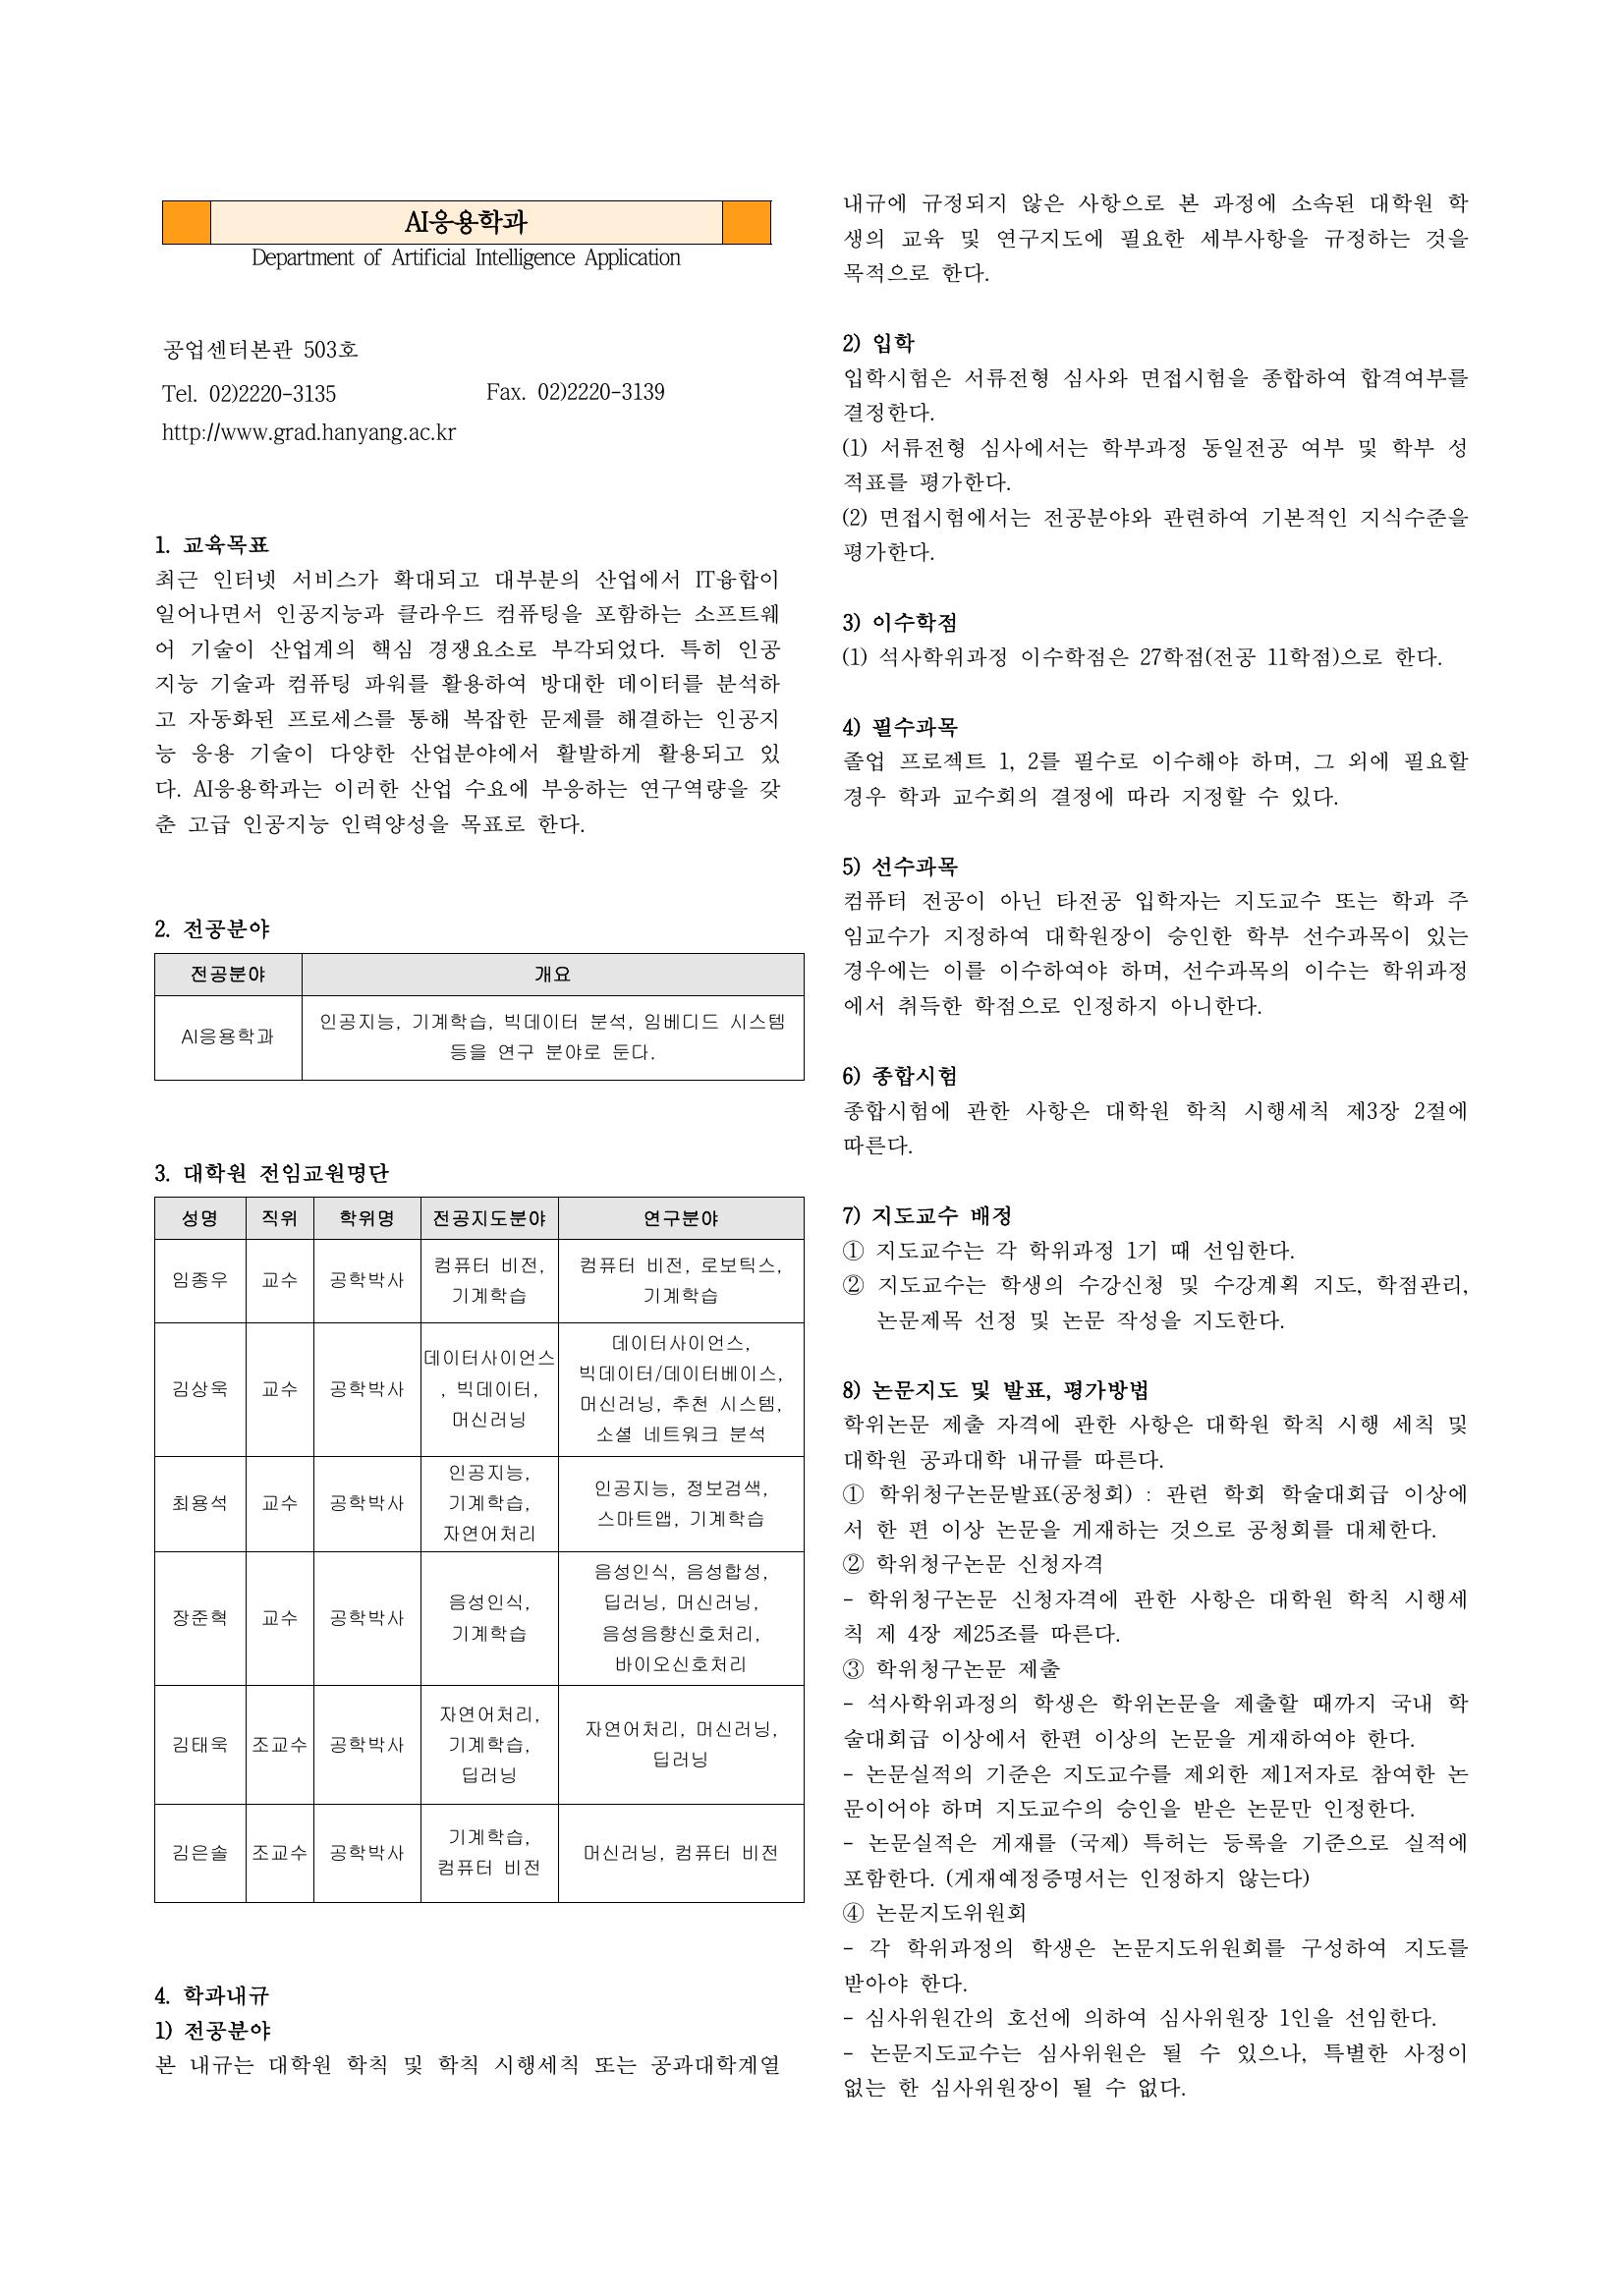 AI응용학과
Department of Artificial Intelligence Application
공업센터본관 503호
Tel. 02)2220-3135 Fax. 02)2220-3139
http://www.grad.hanyang.ac.kr
1. 교육목표
최근 인터넷 서비스가 확대되고 대부분의 산업에서 IT융합이
일어나면서 인공지능과 클라우드 컴퓨팅을 포함하는 소프트웨
어 기술이 산업계의 핵심 경쟁요소로 부각되었다. 특히 인공
지능 기술과 컴퓨팅 파워를 활용하여 방대한 데이터를 분석하
고 자동화된 프로세스를 통해 복잡한 문제를 해결하는 인공지
능 응용 기술이 다양한 산업분야에서 활발하게 활용되고 있
다. AI응용학과는 이러한 산업 수요에 부응하는 연구역량을 갖
춘 고급 인공지능 인력양성을 목표로 한다.
2. 전공분야
전공분야 개요
AI응용학과 인공지능, 기계학습, 빅데이터 분석, 임베디드 시스템
등을 연구 분야로 둔다.
3. 대학원 전임교원명단
성명 직위 학위명 전공지도분야 연구분야
임종우 교수 공학박사 컴퓨터 비전, 기계학습 컴퓨터 비전, 로보틱스, 기계학습
김상욱 교수 공학박사 데이터사이언스, 빅데이터, 머신러닝 데이터사이언스, 빅데이터/데이터베이스, 머신러닝, 추천 시스템, 소셜 네트워크 분석
최용석 교수 공학박사 인공지능, 기계학습, 자연어처리 인공지능, 정보검색, 스마트앱, 기계학습
장준혁 교수 공학박사 음성인식, 기계학습 음성인식, 음성합성, 딥러닝, 머신러닝, 음성음향신호처리, 바이오신호처리
김태욱 조교수 공학박사 자연어처리, 기계학습, 딥러닝 자연어처리, 머신러닝, 딥러닝
김은솔 조교수 공학박사 기계학습, 컴퓨터 비전 머신러닝, 컴퓨터 비전
4. 학과내규
1) 전공분야
본 내규는 대학원 학칙 및 학칙 시행세칙 또는 공과대학계열
내규에 규정되지 않은 사항으로 본 과정에 소속된 대학원 학
생의 교육 및 연구지도에 필요한 세부사항을 규정하는 것을
목적으로 한다.
2) 입학
입학시험은 서류전형 심사와 면접시험을 종합하여 합격여부를
결정한다.
(1) 서류전형 심사에서는 학부과정 동일전공 여부 및 학부 성
적표를 평가한다.
(2) 면접시험에서는 전공분야와 관련하여 기본적인 지식수준을
평가한다.
3) 이수학점
(1) 석사학위과정 이수학점은 27학점(전공 11학점)으로 한다.
4) 필수과목
졸업 프로젝트 1, 2를 필수로 이수해야 하며, 그 외에 필요할
경우 학과 교수회의 결정에 따라 지정할 수 있다.
5) 선수과목
컴퓨터 전공이 아닌 타전공 입학자는 지도교수 또는 학과 주
임교수가 지정하여 대학원장이 승인한 학부 선수과목이 있는
경우에는 이를 이수하여야 하며, 선수과목의 이수는 학위과정
에서 취득한 학점으로 인정하지 아니한다.
6) 종합시험
종합시험에 관한 사항은 대학원 학칙 시행세칙 제3장 2절에
따른다.
7) 지도교수 배정
① 지도교수는 각 학위과정 1기 때 선임한다.
② 지도교수는 학생의 수강신청 및 수강계획 지도, 학점관리,
논문제목 선정 및 논문 작성을 지도한다.
8) 논문지도 및 발표, 평가방법
학위논문 제출 자격에 관한 사항은 대학원 학칙 시행 세칙 및
대학원 공과대학 내규를 따른다.
① 학위청구논문발표(공청회) : 관련 학회 학술대회급 이상에
서 한 편 이상 논문을 게재하는 것으로 공청회를 대체한다.
② 학위청구논문 신청자격
- 학위청구논문 신청자격에 관한 사항은 대학원 학칙 시행세
칙 제 4장 제25조를 따른다.
③ 학위청구논문 제출
- 석사학위과정의 학생은 학위논문을 제출할 때까지 국내 학
술대회급 이상에서 한편 이상의 논문을 게재하여야 한다.
- 논문실적의 기준은 지도교수를 제외한 제1저자로 참여한 논
문이어야 하며 지도교수의 승인을 받은 논문만 인정한다.
- 논문실적은 게재를 (국제) 특허는 등록을 기준으로 실적에
포함한다. (게재예정증명서는 인정하지 않는다)
④ 논문지도위원회
- 각 학위과정의 학생은 논문지도위원회를 구성하여 지도를
받아야 한다.
- 심사위원간의 호선에 의하여 심사위원장 1인을 선임한다.
- 논문지도교수는 심사위원은 될 수 있으나, 특별한 사정이
없는 한 심사위원장이 될 수 없다.